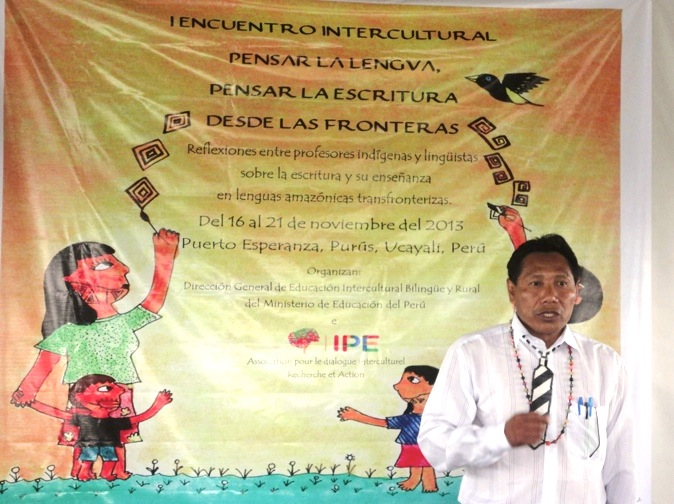 I ENCUENTRO INTERCULTURAL
PENSAR LA LENGVA,
PENSAR LA ESCRITURA
DESDE LAS FRONTERAS
Reflexiones entre profesores indígenas y lingüistas
sobre la escritura y su enseñanza
en lenguas amazónicas transfronterizas.
Del 16 al 21 de noviembre del 2013
Puerto Esperanza, Purús, Ucayali, Perú
Organizan:
Dirección General de Educación Intercultural Bilingüe y Rural
del Ministerio de Educación del Perú
e
IPE
pour le dialogue interculturel
Recherche et Action